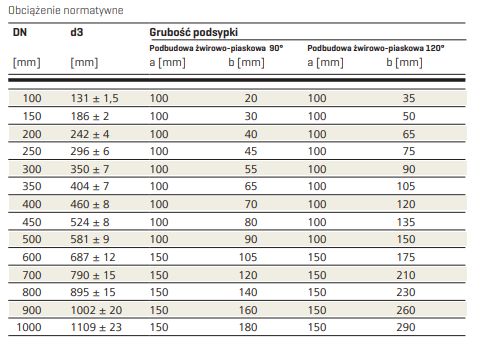 Obciążenie normatywne
DN d3 Grubość podsypki
Podbudowa żwirowo-piaskowa 90° Podbudowa żwirowo-piaskowa 120°
[mm] [mm] a [mm] b [mm] a [mm] b [mm]
100 131 ± 1,5 100 20 100 35
150 186 ± 2 100 30 100 50
200 242 ± 4 100 40 100 65
250 296 ± 6 100 45 100 75
300 350 ± 7 100 55 100 90
350 404 ± 7 100 65 100 105
400 460 ± 8 100 70 100 120
450 524 ± 8 100 80 100 135
500 581 ± 9 100 90 100 150
600 687 ± 12 150 105 150 175
700 790 ± 15 150 120 150 210
800 895 ± 15 150 140 150 230
900 1002 ± 20 150 160 150 260
1000 1109 ± 23 150 180 150 290